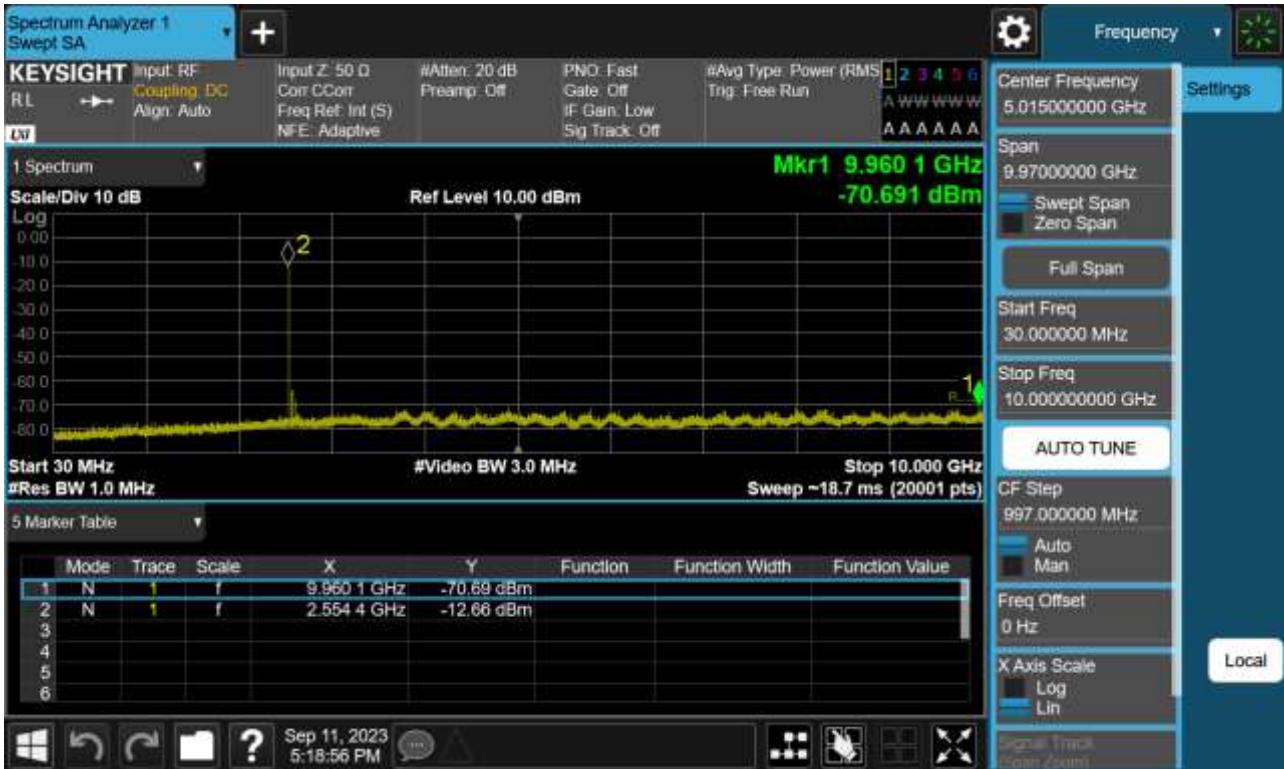 Spectrum Analyzer 1
Swept SA
+
Frequency
KEYSIGHT
RL
LXI
Input: RF
Coupling: DC
Align: Auto
Input Z: 50 Ω
Corr CCorr
Freq Ref: Int (S)
NFE: Adaptive
#Atten: 20 dB
Preamp: Off
PNO: Fast
Gate: Off
IF Gain: Low
Sig Track: Off
#Avg Type: Power (RMS
Trig: Free Run
1 2 3 4 5 6
A W W W W W
A A A A A A
1 Spectrum
Mkr1 9.960 1 GHz
Scale/Div 10 dB
Ref Level 10.00 dBm
-70.691 dBm
Log
0.00
-10.0
-20.0
-30.0
-40.0
-50.0
-60.0
-70.0
-80.0
2
1
R
Start 30 MHz
#Video BW 3.0 MHz
Stop 10.000 GHz
#Res BW 1.0 MHz
Sweep ~18.7 ms (20001 pts)
5 Marker Table
Mode Trace Scale X Y Function Function Width Function Value
1 N 1 f 9.960 1 GHz -70.69 dBm
2 N 1 f 2.554 4 GHz -12.66 dBm
3
4
5
6
Sep 11, 2023
5:18:56 PM
?
Center Frequency
5.015000000 GHz
Span
9.97000000 GHz
Swept Span
Zero Span
Full Span
Start Freq
30.000000 MHz
Stop Freq
10.000000000 GHz
AUTO TUNE
CF Step
997.000000 MHz
Auto
Man
Freq Offset
0 Hz
X Axis Scale
Log
Lin
Signal Track
(Span Zoom)
Settings
Local